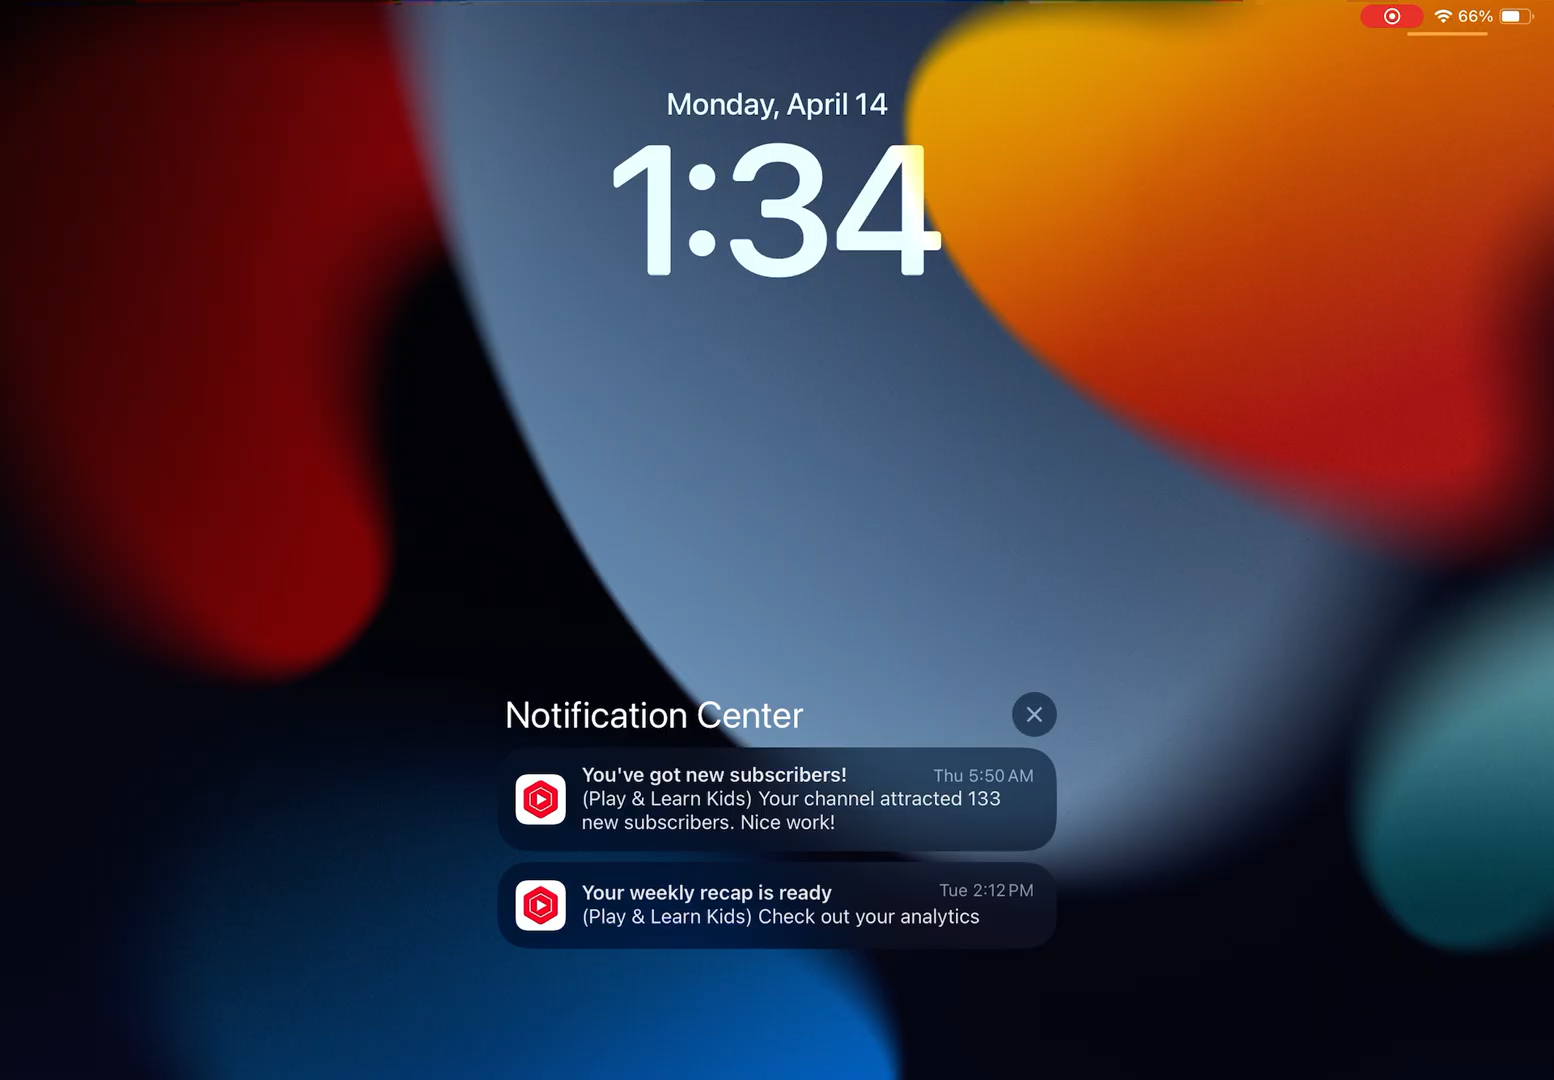 66%
Monday, April 14
1:34
Notification Center
You've got new subscribers! Thu 5:50 AM
(Play & Learn Kids) Your channel attracted 133
new subscribers. Nice work!
Your weekly recap is ready Tue 2:12 PM
(Play & Learn Kids) Check out your analytics